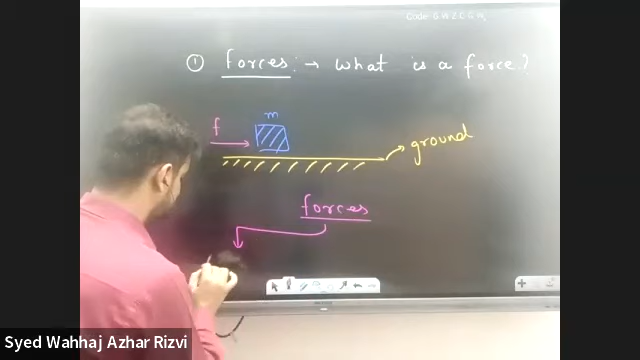 ① Forces: → What is a force?
m
f
ground
forces
Syed Wahhaj Azhar Rizvi